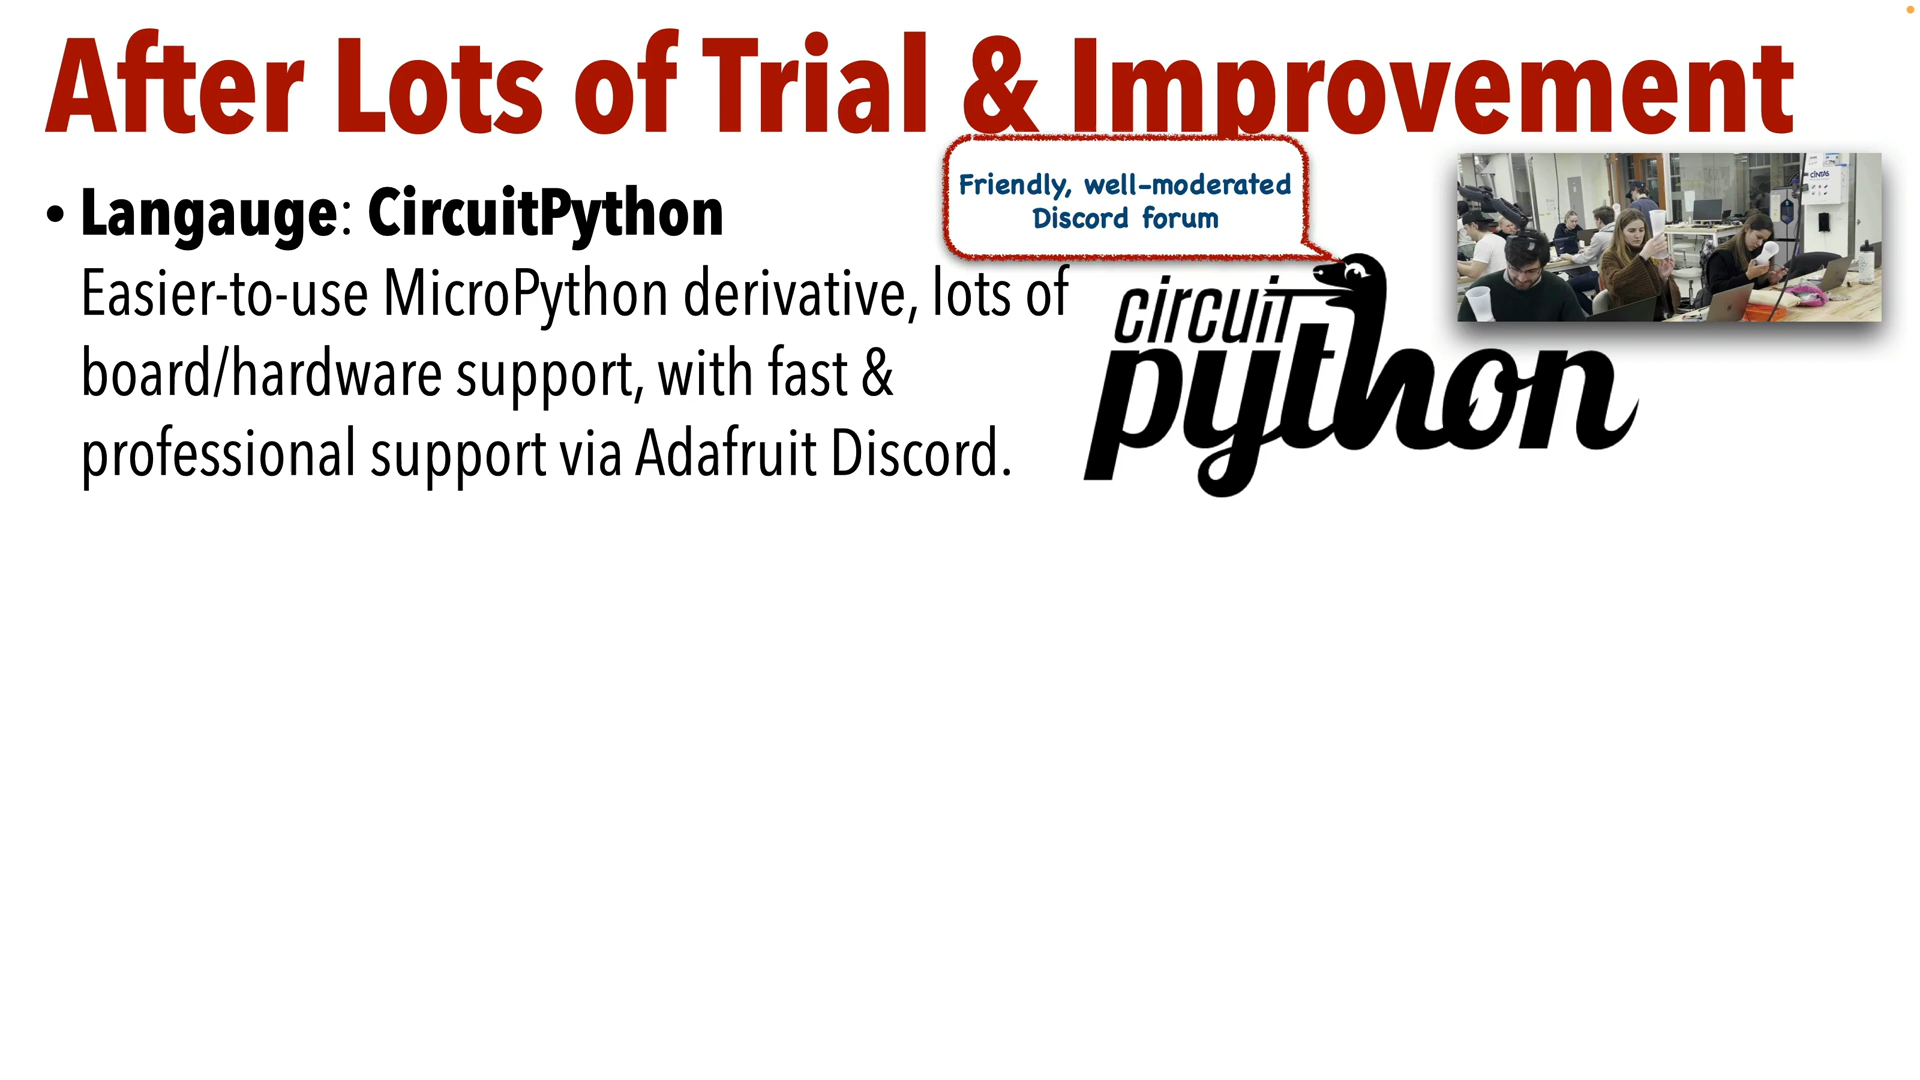 After Lots of Trial & Improvement
Friendly, well-moderated
Discord forum
• Langauge: CircuitPython
Easier-to-use MicroPython derivative, lots of
board/hardware support, with fast &
professional support via Adafruit Discord.
circuit
python
CINTAS